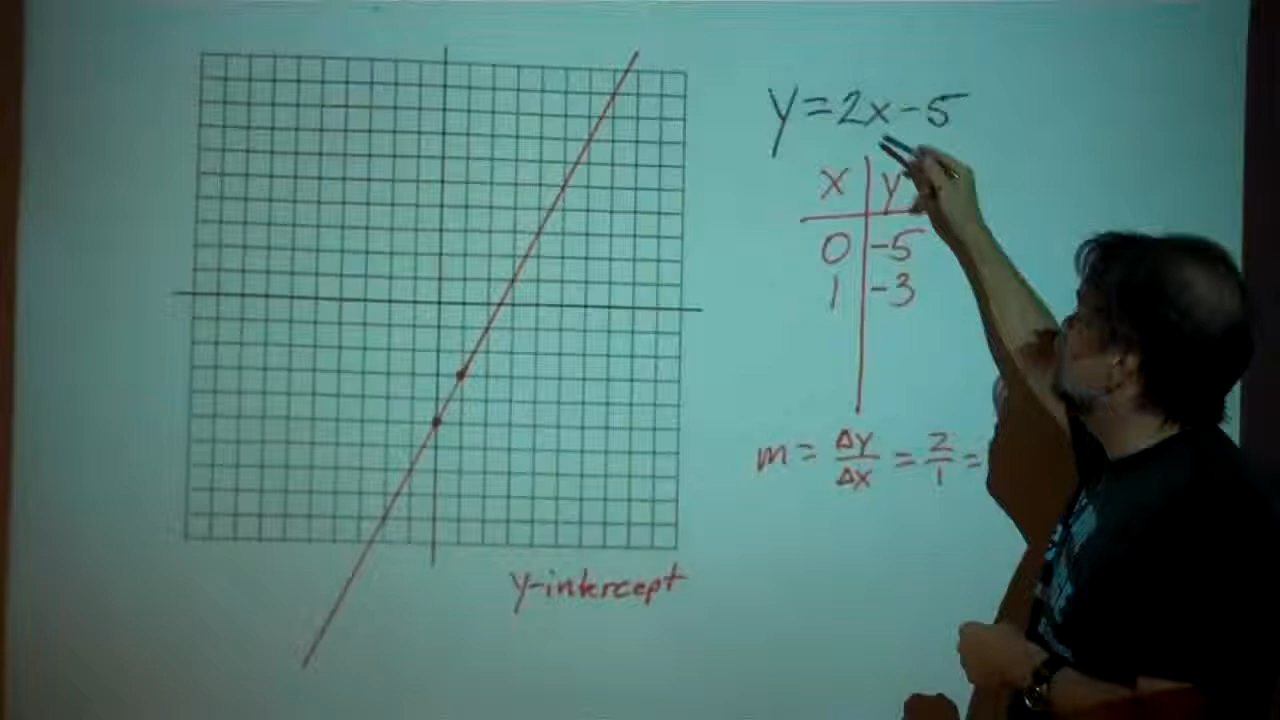 y=2x-5
x y
0 -5
1 -3
m = Δy/Δx = 2/1 =
y-intercept